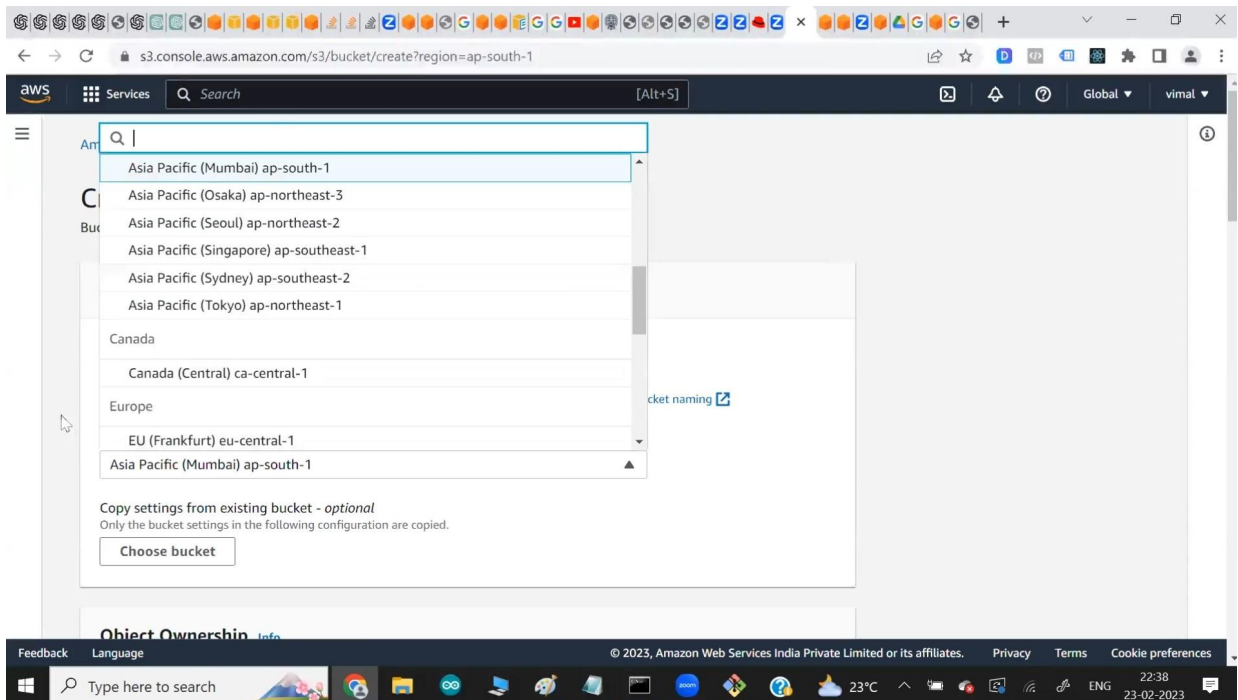 s3.console.aws.amazon.com/s3/bucket/create?region=ap-south-1
aws
Services
Search
[Alt+S]
Global
vimal
Am
Asia Pacific (Mumbai) ap-south-1
Asia Pacific (Osaka) ap-northeast-3
Asia Pacific (Seoul) ap-northeast-2
Asia Pacific (Singapore) ap-southeast-1
Asia Pacific (Sydney) ap-southeast-2
Asia Pacific (Tokyo) ap-northeast-1
Canada
Canada (Central) ca-central-1
Europe
cket naming
EU (Frankfurt) eu-central-1
Asia Pacific (Mumbai) ap-south-1
Copy settings from existing bucket - optional
Only the bucket settings in the following configuration are copied.
Choose bucket
Object Ownership Info
Feedback Language © 2023, Amazon Web Services India Private Limited or its affiliates. Privacy Terms Cookie preferences
Type here to search
zoom
23°C
ENG
22:38
23-02-2023